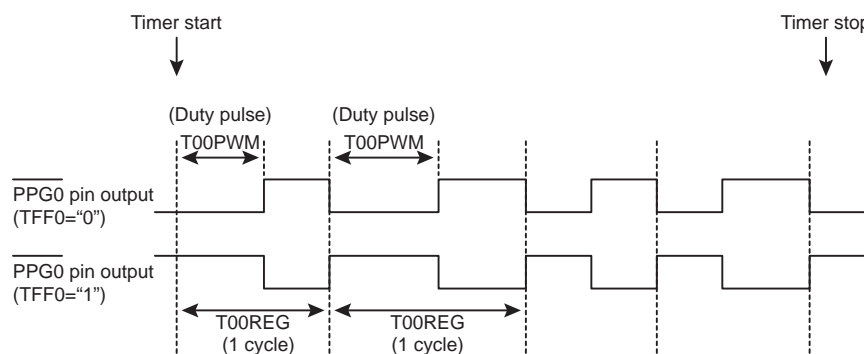 Timer start
Timer stop
(Duty pulse)
(Duty pulse)
T00PWM
T00PWM
PPG0 pin output
(TFF0=“0”)
PPG0 pin output
(TFF0=“1”)
T00REG
(1 cycle)
T00REG
(1 cycle)